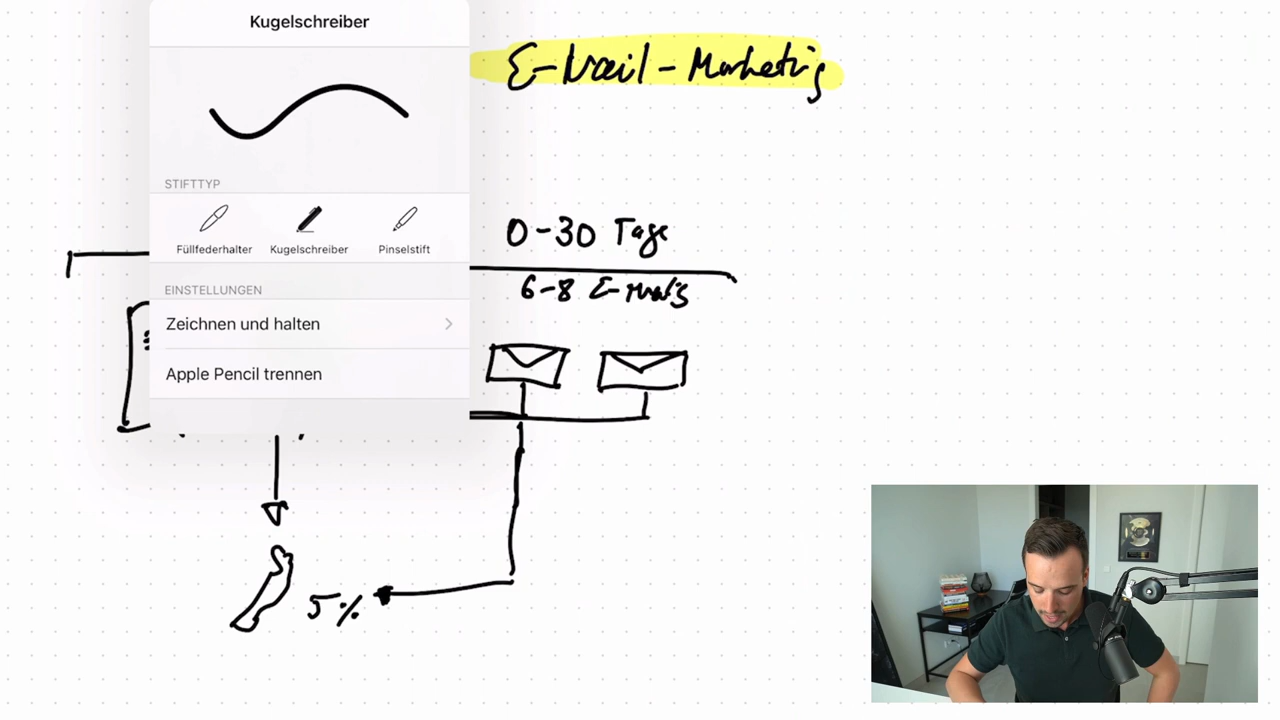 Kugelschreiber
E-Mail-Marketing
STIFTTYP
Füllfederhalter Kugelschreiber Pinselstift
0-30 Tage
6-8 E-Mails
EINSTELLUNGEN
Zeichnen und halten
Apple Pencil trennen
5%